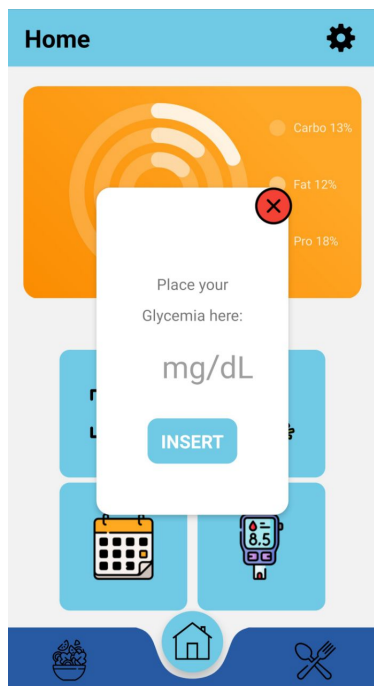 Home
Carbo 13%
Fat 12%
Pro 18%
Place your
Glycemia here:
mg/dL
INSERT
8.5